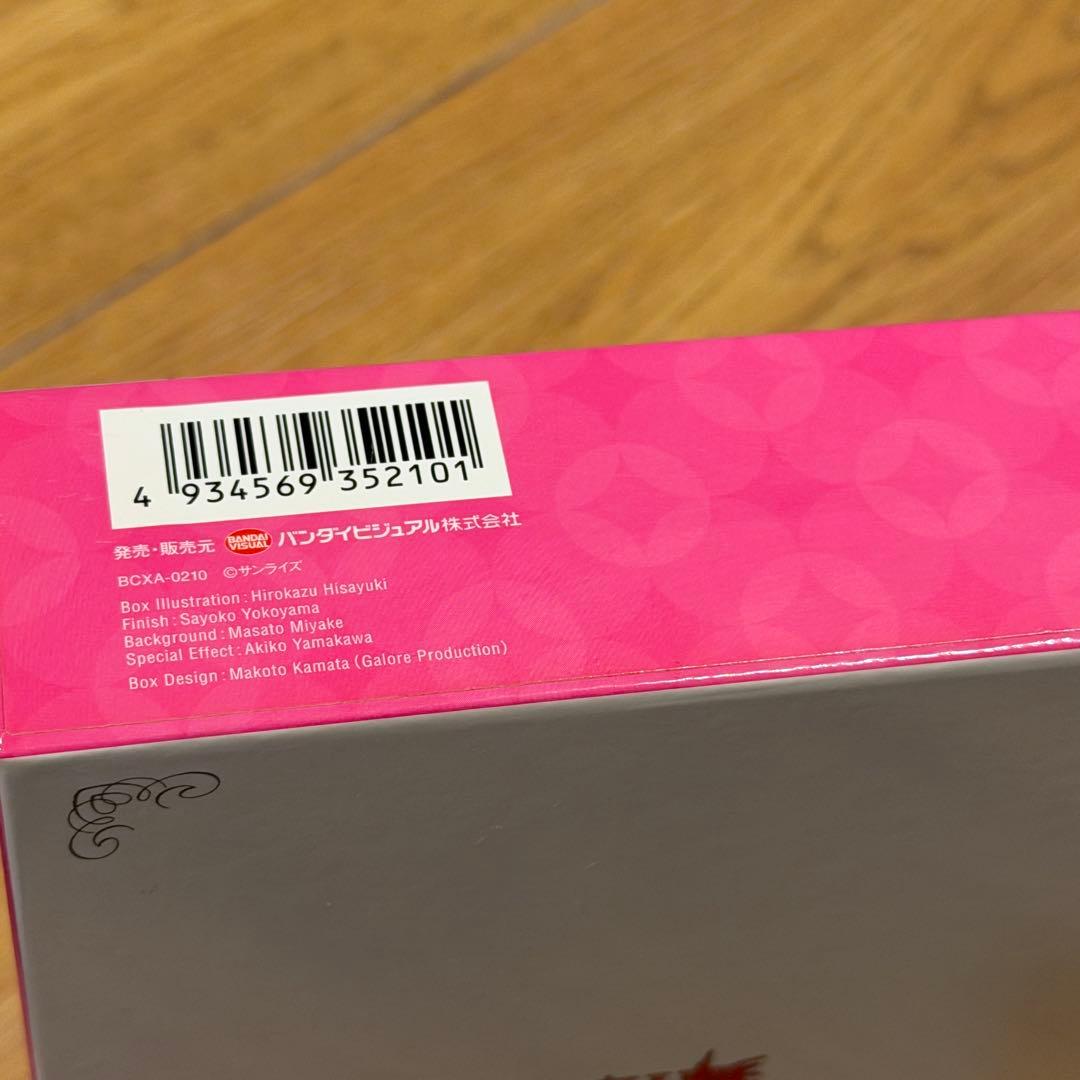 4 934569 352101
発売・販売元 BANDAI VISUAL バンダイビジュアル株式会社
BCXA-0210 ©サンライズ
Box Illustration : Hirokazu Hisayuki
Finish : Sayoko Yokoyama
Background : Masato Miyake
Special Effect : Akiko Yamakawa
Box Design : Makoto Kamata (Galore Production)